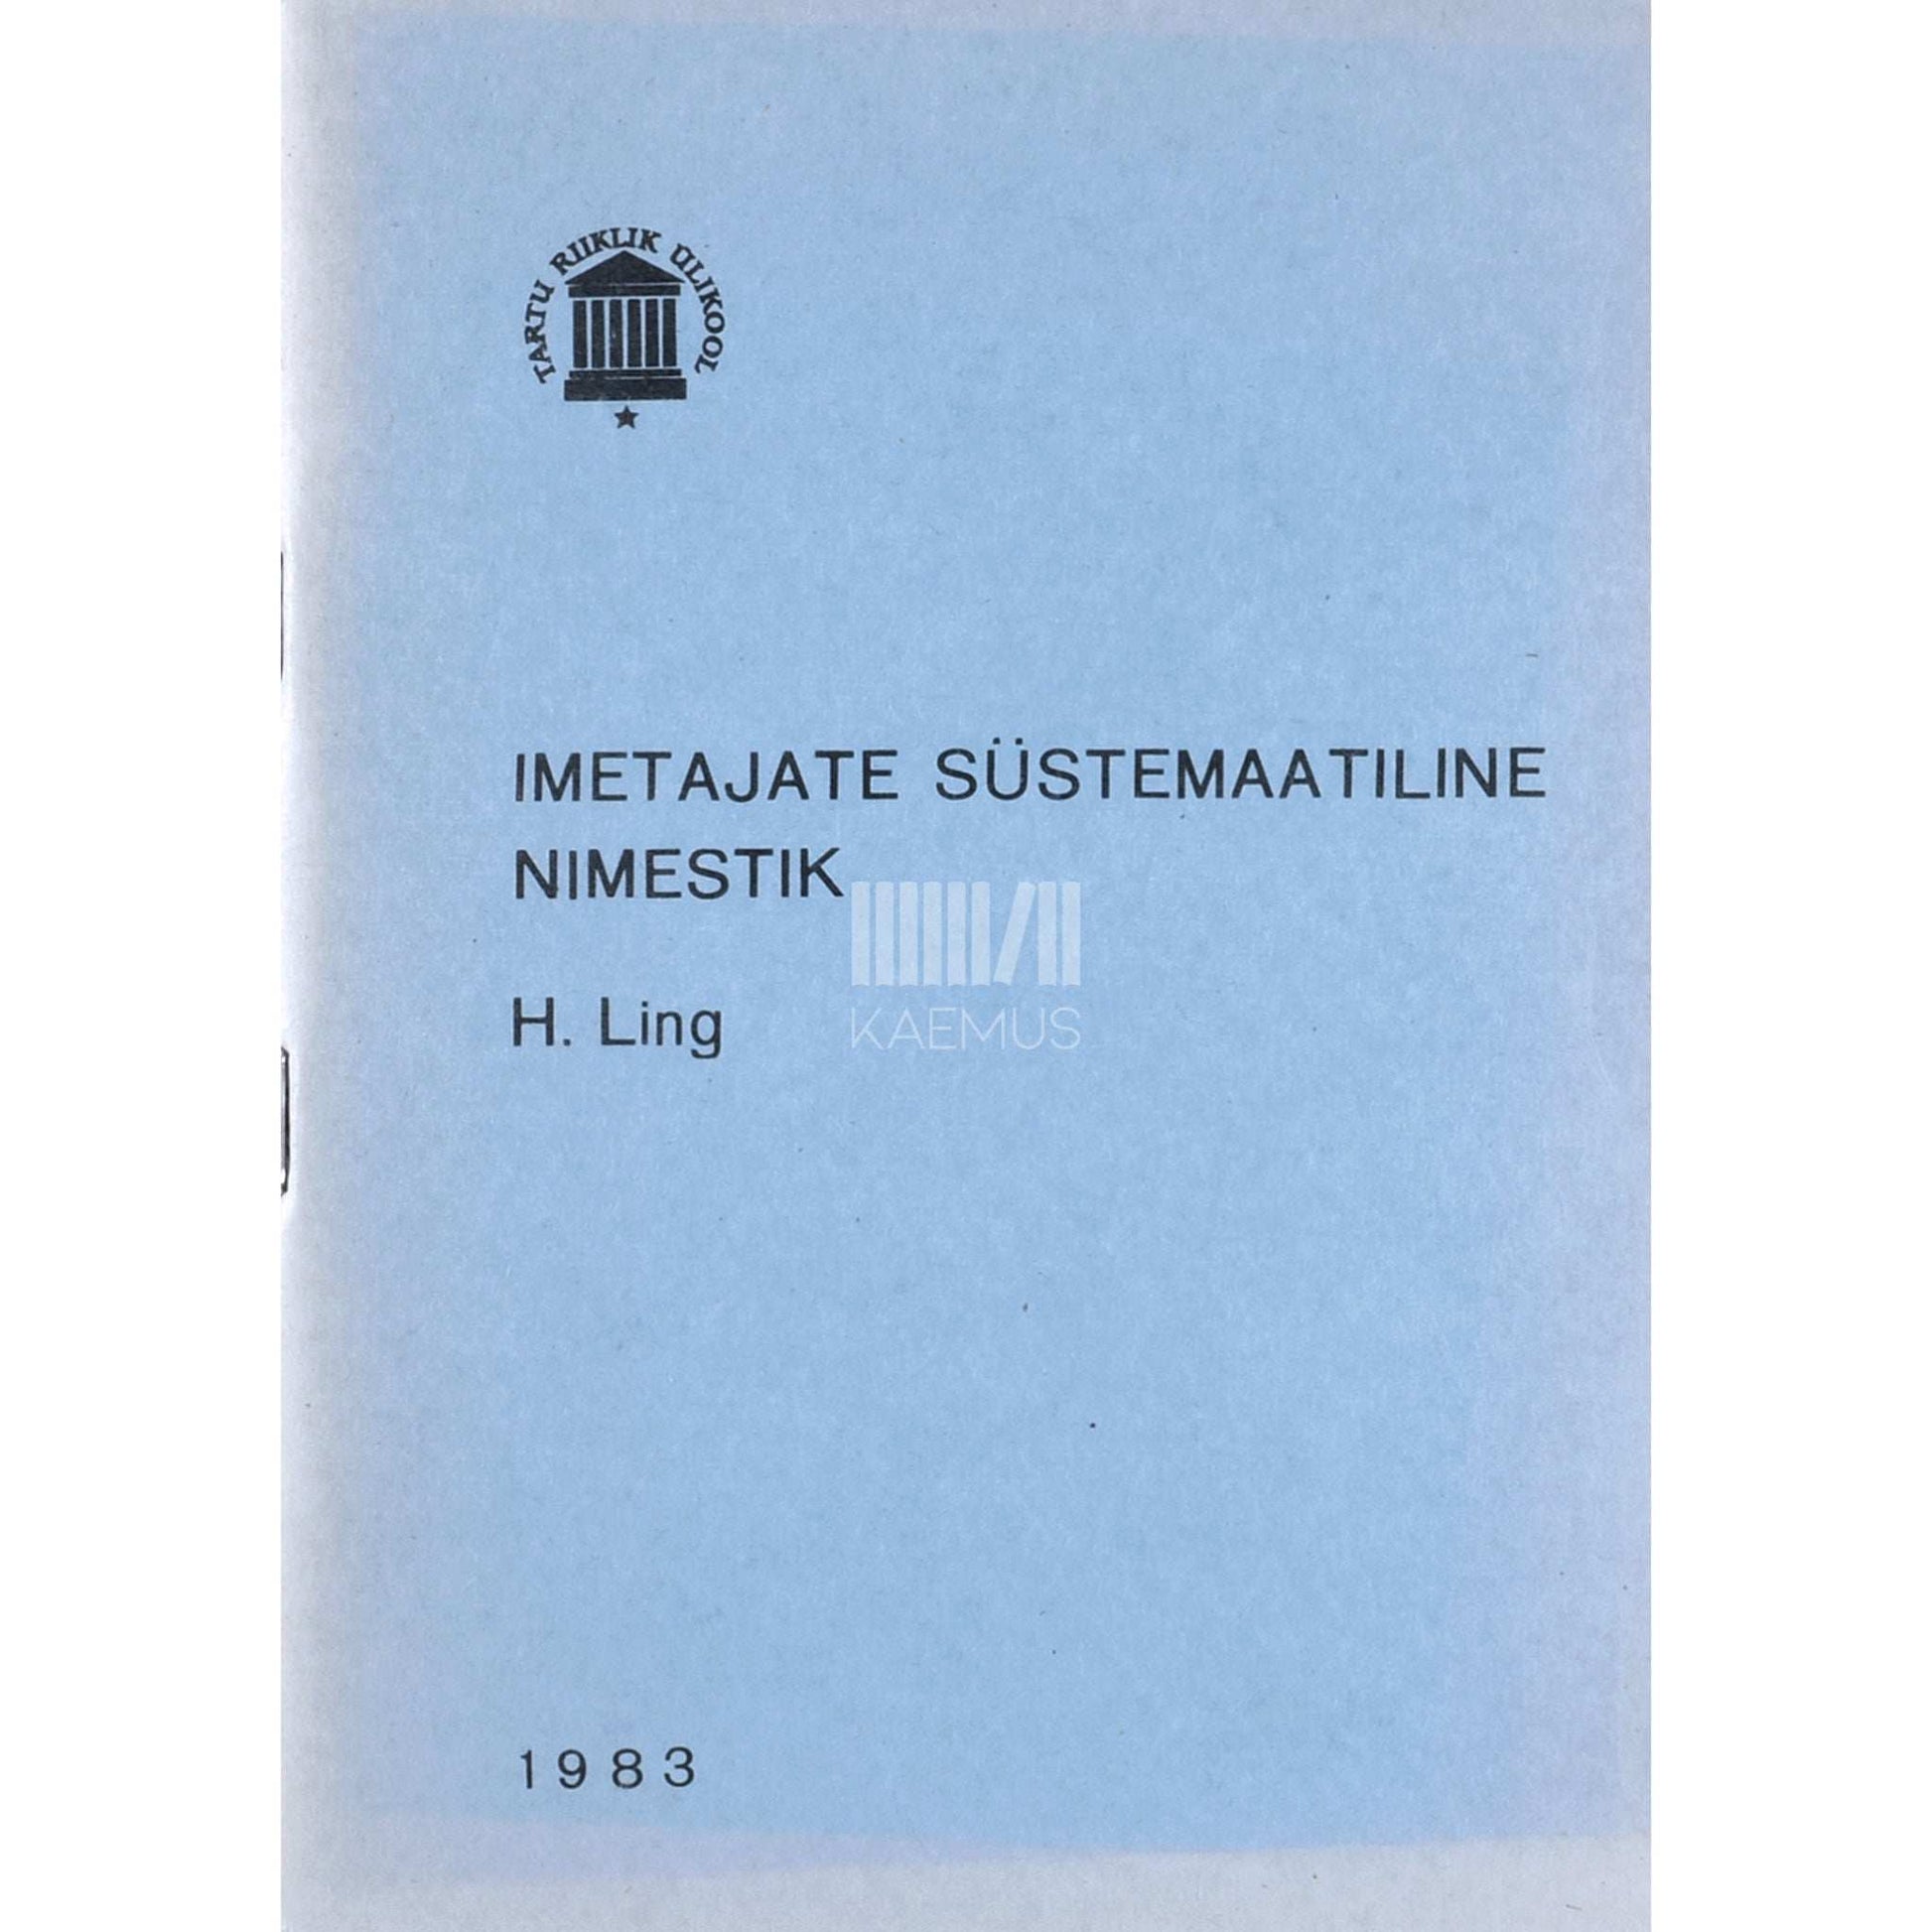 TARTU RIIKLIK ÜLIKOOL
IMETAJATE SÜSTEMAATILINE
NIMESTIK
KAEMUS
H. Ling
1983